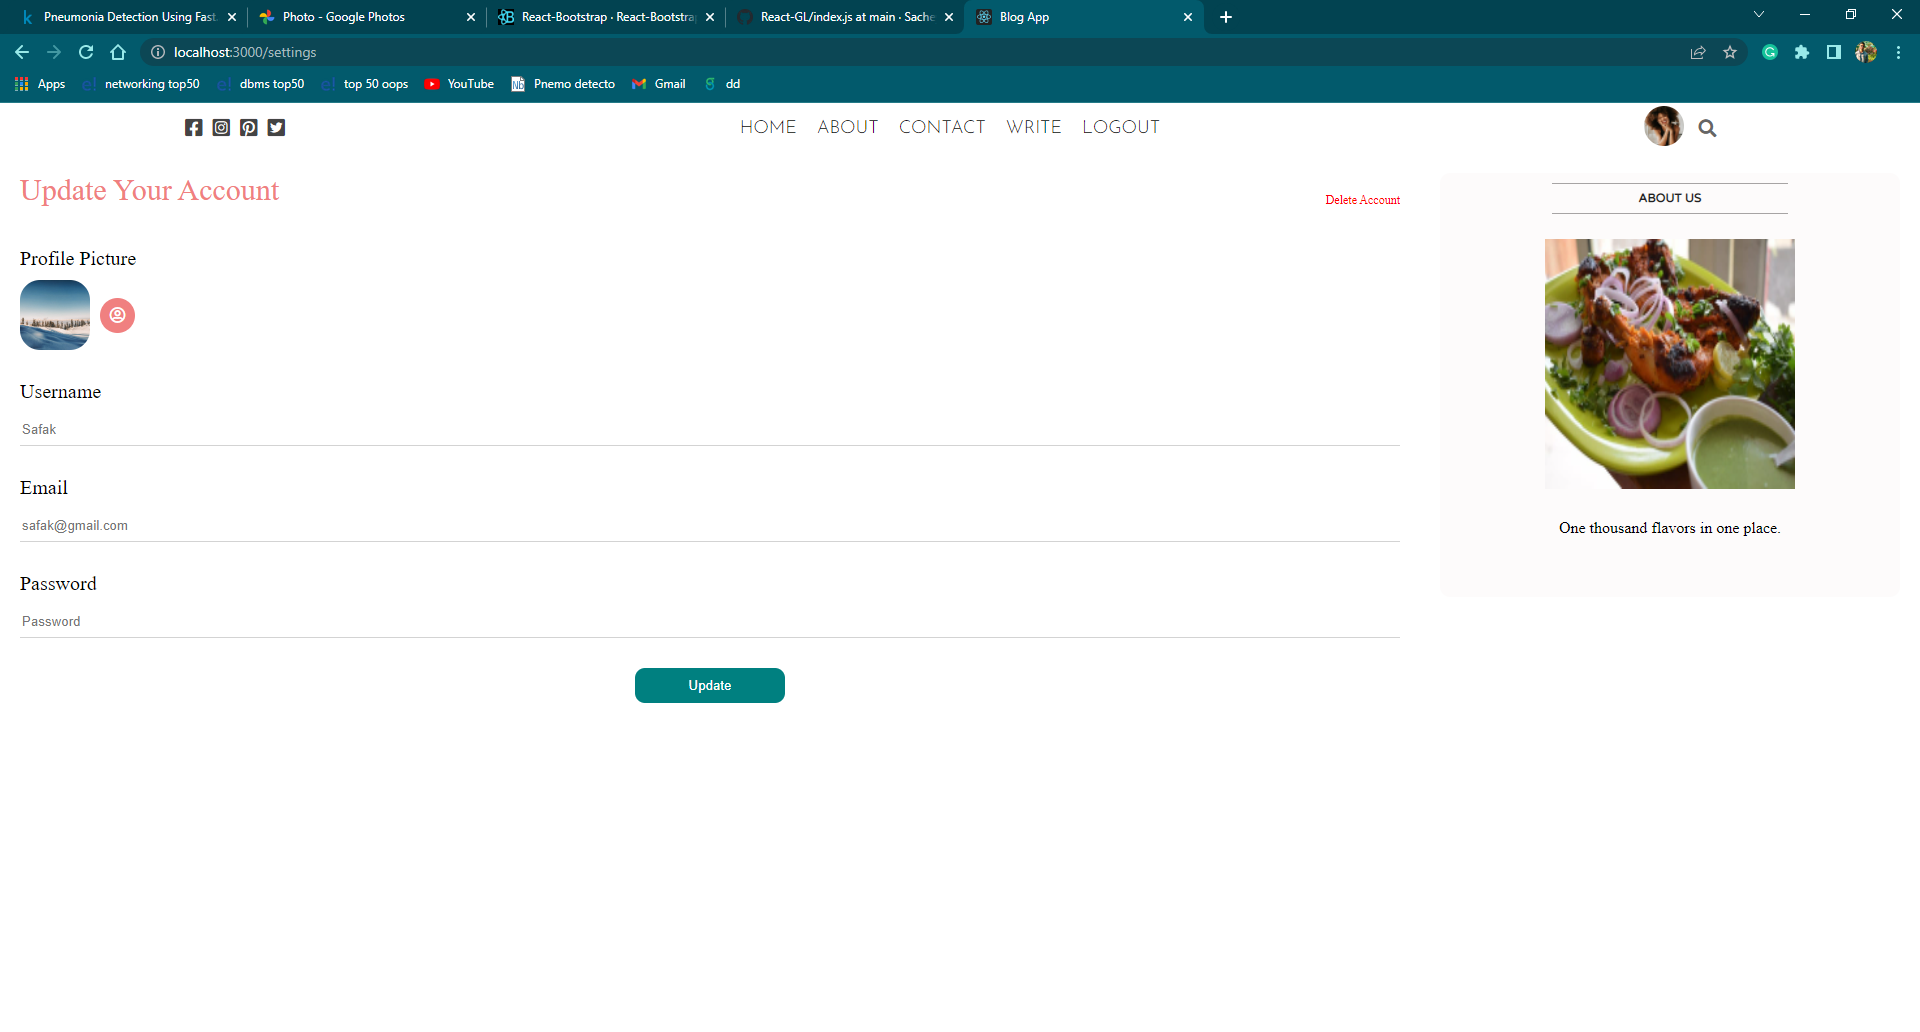 Pneumonia Detection Using Fast
Photo - Google Photos
React-Bootstrap · React-Bootstra
React-GL/index.js at main · Sache
Blog App
localhost:3000/settings
Apps
networking top50
dbms top50
top 50 oops
YouTube
Pnemo detecto
Gmail
dd
HOME
ABOUT
CONTACT
WRITE
LOGOUT
Update Your Account
Delete Account
Profile Picture
Username
Safak
Email
safak@gmail.com
Password
Password
Update
ABOUT US
One thousand flavors in one place.